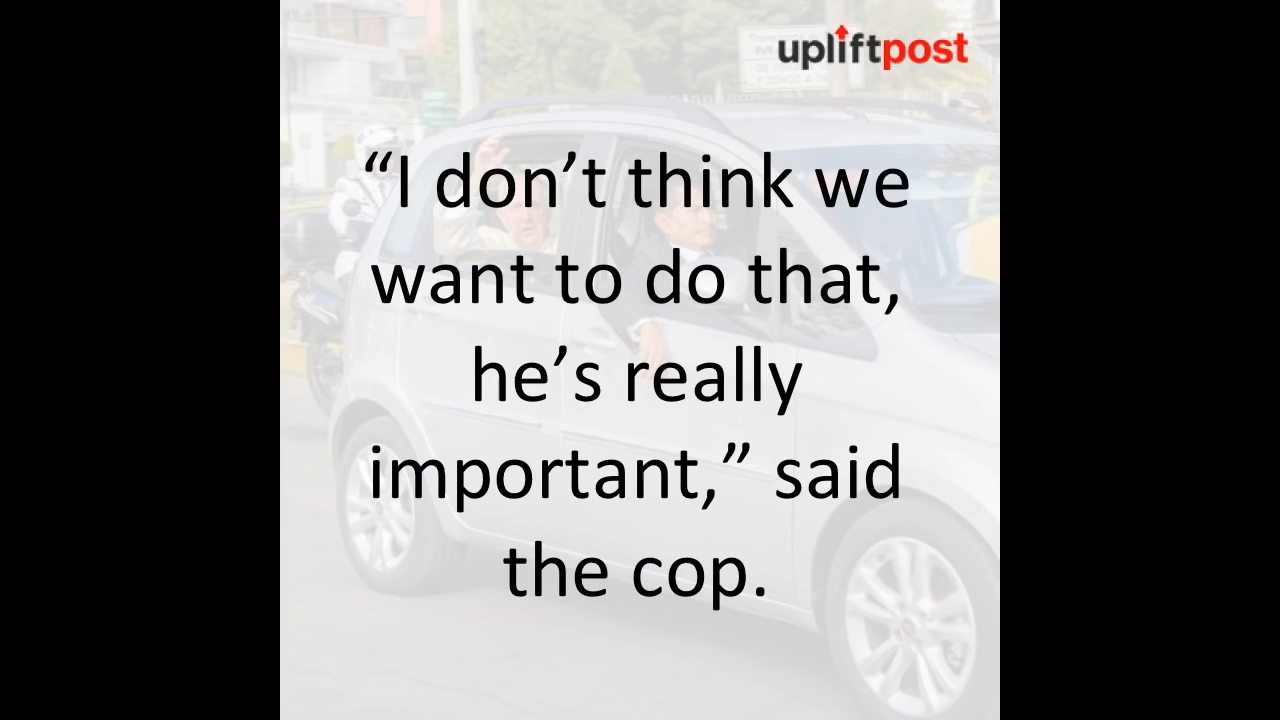 upliftpost
“I don’t think we
want to do that,
he’s really
important,” said
the cop.